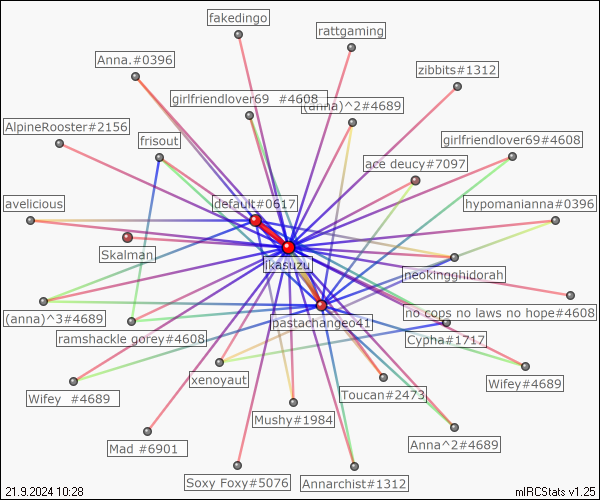 fakedingo
rattgaming
Anna.#0396
zibbits#1312
girlfriendlover69 #4608
(anna)^2#4689
AlpineRooster#2156
frisout
girlfriendlover69#4608
ace deucy#7097
avelicious
default#0617
hypomanianna#0396
Skalman
ikasuzu
neokingghidorah
(anna)^3#4689
pastachangeo41
no cops no laws no hope#4608
ramshackle gorey#4608
Cypha#1717
xenoyaut
Wifey#4689
Wifey #4689
Toucan#2473
Mushy#1984
Mad #6901
Anna^2#4689
Soxy Foxy#5076
Annarchist#1312
21.9.2024 10:28
mIRCStats v1.25